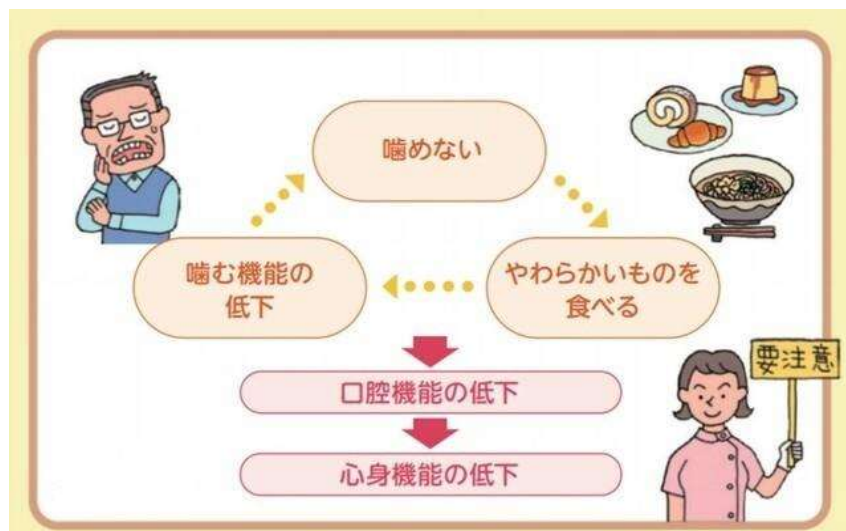 噛めない
やわらかいものを
食べる
噛む機能の
低下
口腔機能の低下
心身機能の低下
要注意